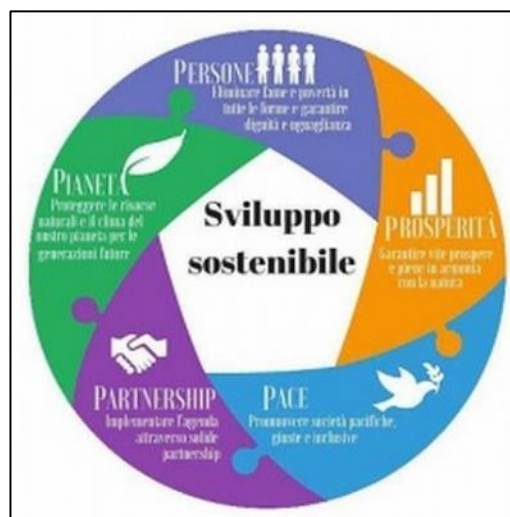 PERSONE
Eliminare fame e povertà in
tutte le forme e garantire
dignità e uguaglianza
PROSPERITÀ
Garantire vite prospere
e piene in armonia
con la natura
PACE
Promuovere società pacifiche,
giuste e inclusive
PARTNERSHIP
Implementare l'agenda
attraverso solide
partnership
PIANETA
Proteggere le risorse
naturali e il clima del
nostro pianeta per le
generazioni future
Sviluppo
sostenibile